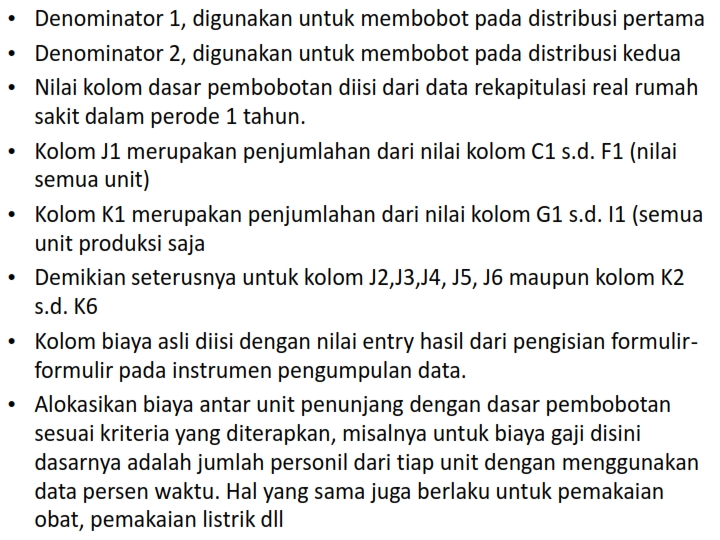 • Denominator 1, digunakan untuk membobot pada distribusi pertama
• Denominator 2, digunakan untuk membobot pada distribusi kedua
• Nilai kolom dasar pembobotan diisi dari data rekapitulasi real rumah
sakit dalam perode 1 tahun.
• Kolom J1 merupakan penjumlahan dari nilai kolom C1 s.d. F1 (nilai
semua unit)
• Kolom K1 merupakan penjumlahan dari nilai kolom G1 s.d. I1 (semua
unit produksi saja
• Demikian seterusnya untuk kolom J2,J3,J4, J5, J6 maupun kolom K2
s.d. K6
• Kolom biaya asli diisi dengan nilai entry hasil dari pengisian formulir-
formulir pada instrumen pengumpulan data.
• Alokasikan biaya antar unit penunjang dengan dasar pembobotan
sesuai kriteria yang diterapkan, misalnya untuk biaya gaji disini
dasarnya adalah jumlah personil dari tiap unit dengan menggunakan
data persen waktu. Hal yang sama juga berlaku untuk pemakaian
obat, pemakaian listrik dll